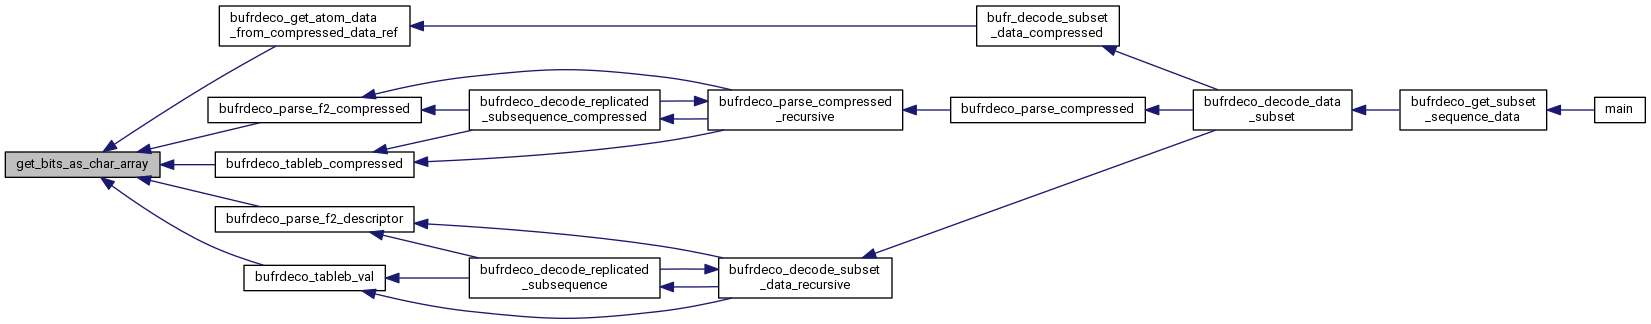 get_bits_as_char_array
bufrdeco_get_atom_data
_from_compressed_data_ref
bufrdeco_parse_f2_compressed
bufrdeco_tableb_compressed
bufrdeco_parse_f2_descriptor
bufrdeco_tableb_val
bufrdeco_decode_replicated
_subsequence_compressed
bufrdeco_decode_replicated
_subsequence
bufrdeco_parse_compressed
_recursive
bufrdeco_decode_subset
_data_recursive
bufr_decode_subset
_data_compressed
bufrdeco_parse_compressed
bufrdeco_decode_data
_subset
bufrdeco_get_subset
_sequence_data
main